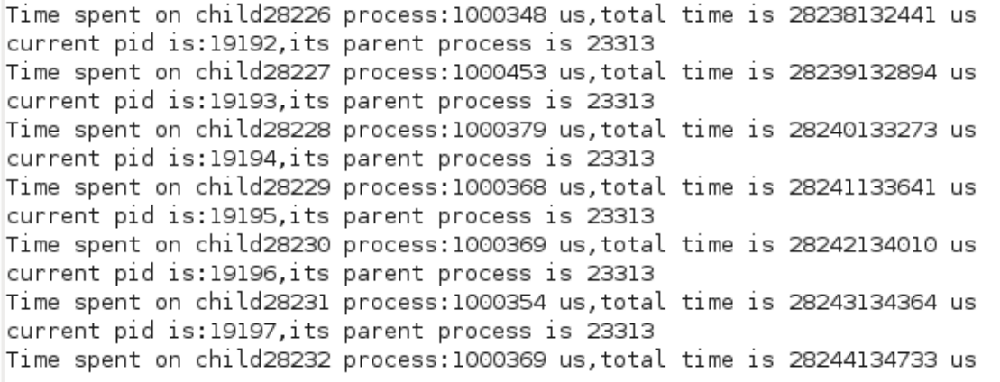 Time spent on child28226 process:1000348 us,total time is 28238132441 us
current pid is:19192,its parent process is 23313
Time spent on child28227 process:1000453 us,total time is 28239132894 us
current pid is:19193,its parent process is 23313
Time spent on child28228 process:1000379 us,total time is 28240133273 us
current pid is:19194,its parent process is 23313
Time spent on child28229 process:1000368 us,total time is 28241133641 us
current pid is:19195,its parent process is 23313
Time spent on child28230 process:1000369 us,total time is 28242134010 us
current pid is:19196,its parent process is 23313
Time spent on child28231 process:1000354 us,total time is 28243134364 us
current pid is:19197,its parent process is 23313
Time spent on child28232 process:1000369 us,total time is 28244134733 us